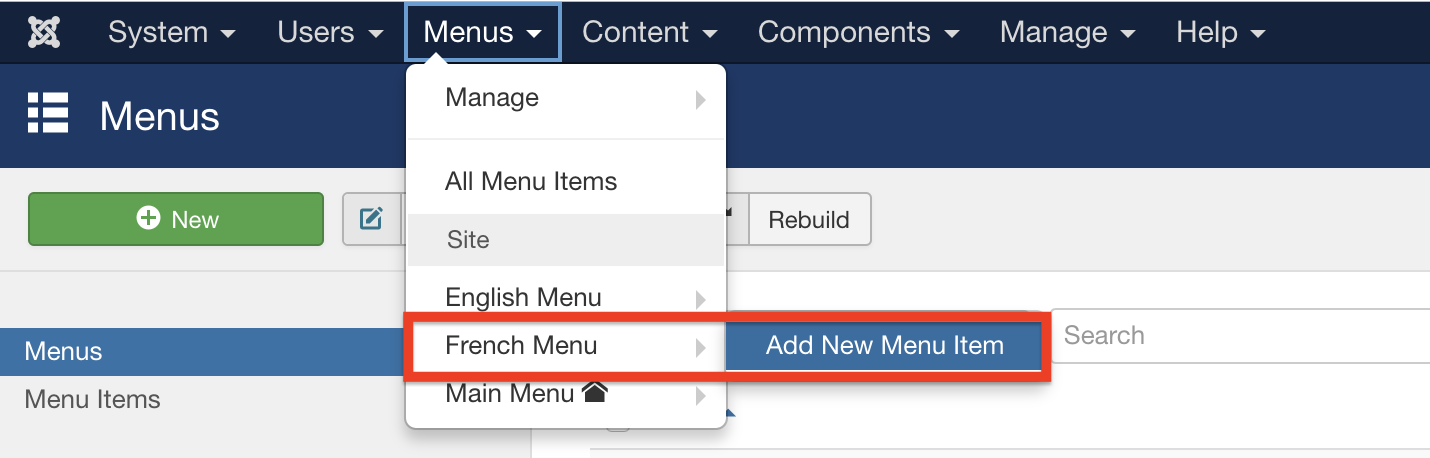 System Users Menus Content Components Manage Help
Menus
Manage
All Menu Items
New
Rebuild
Site
English Menu
Menus
French Menu
Add New Menu Item
Search
Menu Items
Main Menu